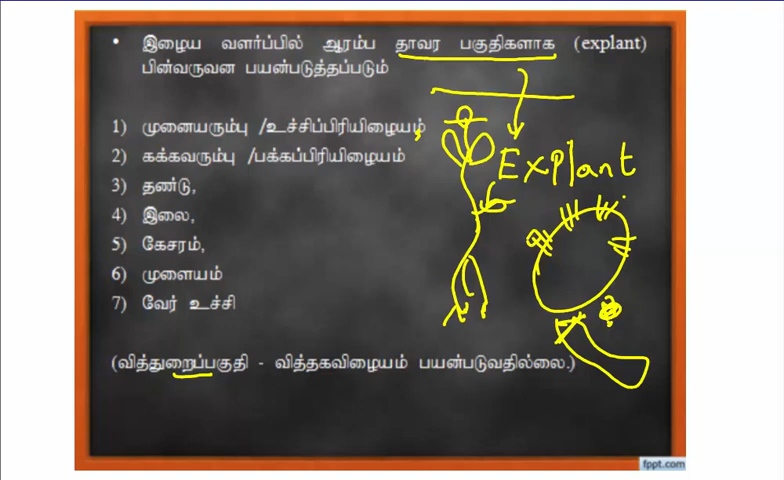 • இழைய வளர்ப்பில் ஆரம்ப தாவர பகுதிகளாக (explant)
பின்வருவன பயன்படுத்தப்படும்
1) முனையரும்பு /உச்சிப்பிரியிழையம்
2) கக்கவரும்பு /பக்கப்பிரியிழையம்
3) தண்டு,
4) இலை,
5) கேசரம்,
6) முளையம்
7) வேர் உச்சி
Explant
(வித்துறைப்பகுதி - வித்தகவிழையம் பயன்படுவதில்லை.)
fppt.com